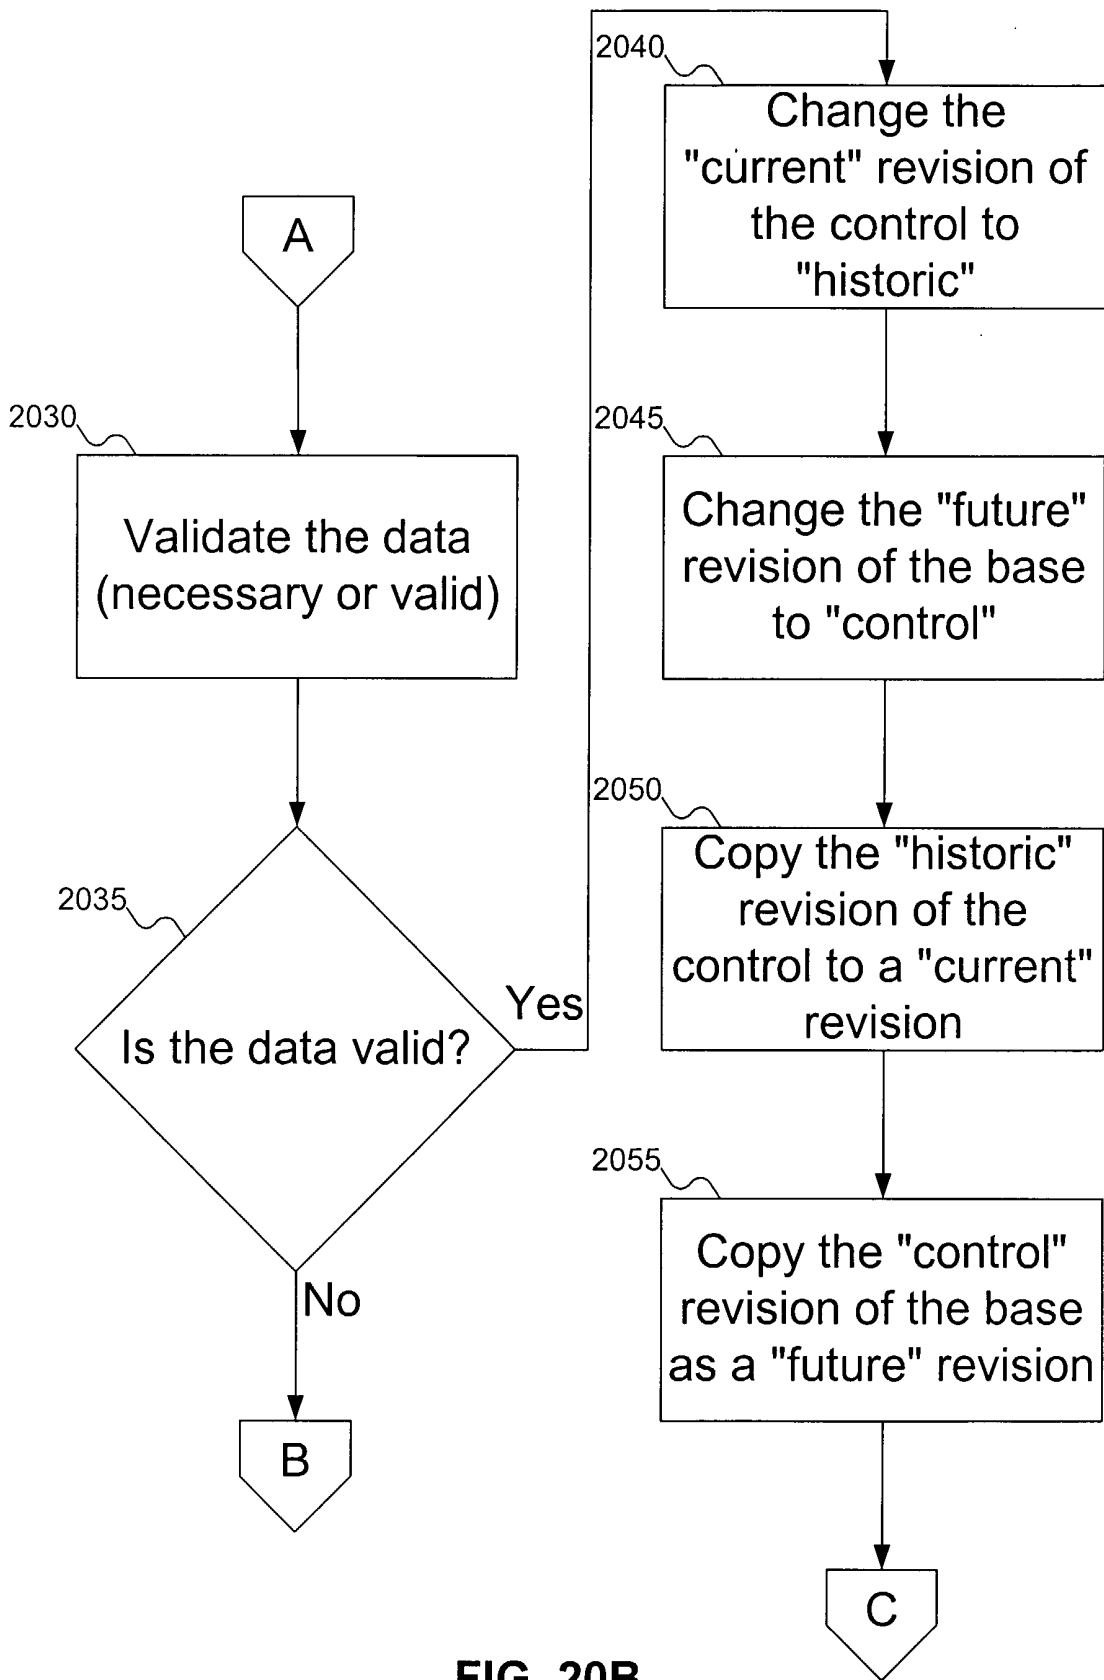 A
2030
Validate the data
(necessary or valid)
2035
Is the data valid?
Yes
No
B
2040
Change the
"current" revision of
the control to
"historic"
2045
Change the "future"
revision of the base
to "control"
2050
Copy the "historic"
revision of the
control to a "current"
revision
2055
Copy the "control"
revision of the base
as a "future" revision
C
FIG. 20B